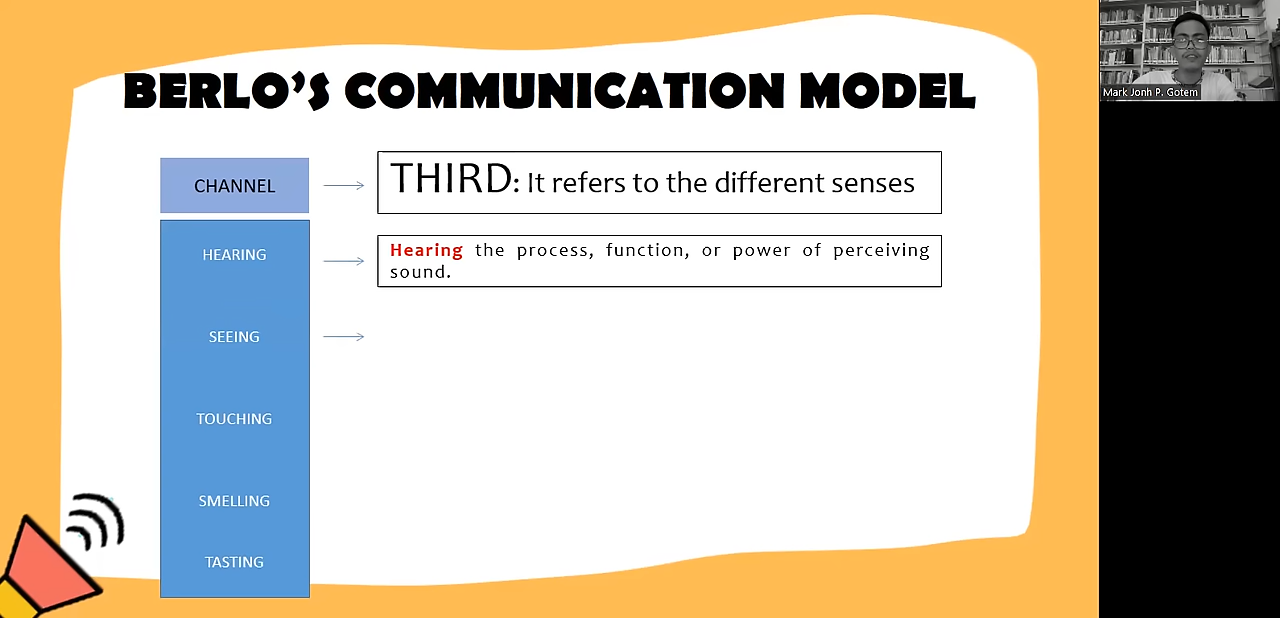 BERLO’S COMMUNICATION MODEL
CHANNEL
THIRD: It refers to the different senses
HEARING
Hearing the process, function, or power of perceiving
sound.
SEEING
TOUCHING
SMELLING
TASTING
Mark Jonh P. Gotem